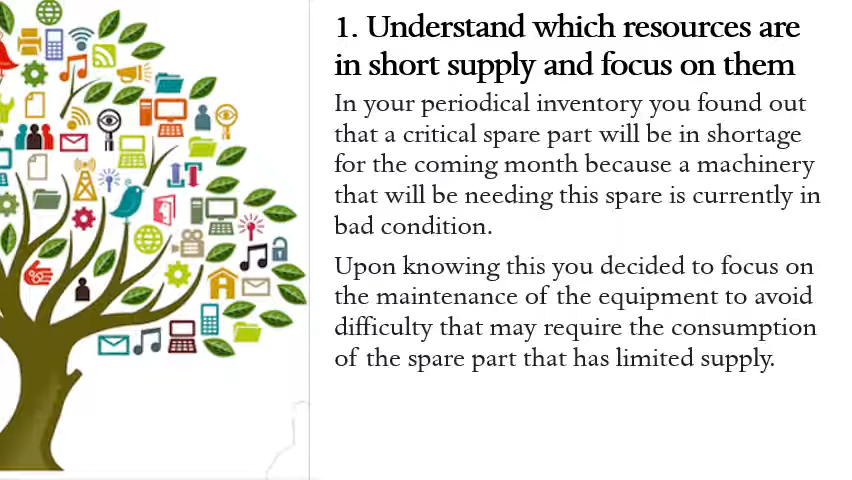 1. Understand which resources are
in short supply and focus on them
In your periodical inventory you found out
that a critical spare part will be in shortage
for the coming month because a machinery
that will be needing this spare is currently in
bad condition.
Upon knowing this you decided to focus on
the maintenance of the equipment to avoid
difficulty that may require the consumption
of the spare part that has limited supply.